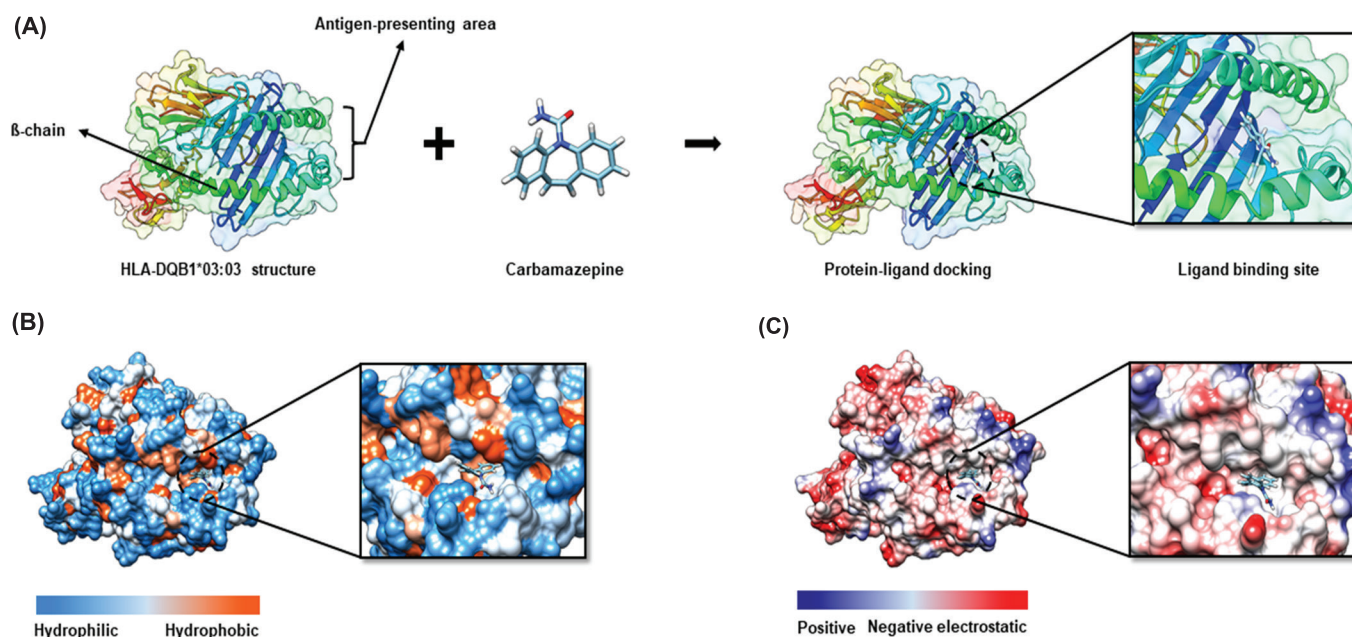 (A)
Antigen-presenting area
ß-chain
HLA-DQB1*03:03 structure
Carbamazepine
Protein-ligand docking
Ligand binding site
(B)
(C)
Hydrophilic Hydrophobic
Positive Negative electrostatic